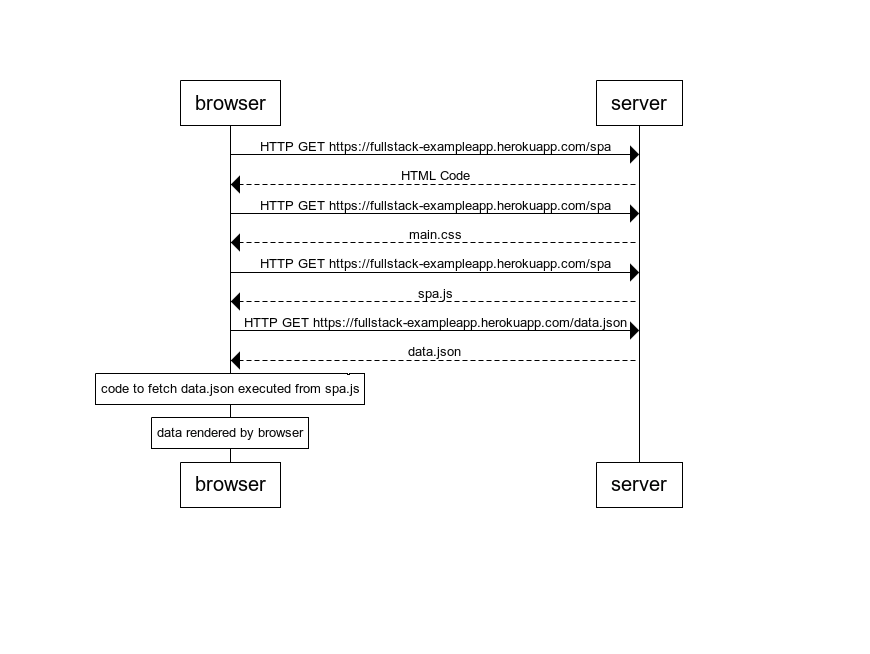 browser
server
HTTP GET https://fullstack-exampleapp.herokuapp.com/spa
HTML Code
HTTP GET https://fullstack-exampleapp.herokuapp.com/spa
main.css
HTTP GET https://fullstack-exampleapp.herokuapp.com/spa
spa.js
HTTP GET https://fullstack-exampleapp.herokuapp.com/data.json
data.json
code to fetch data.json executed from spa.js
data rendered by browser
browser
server